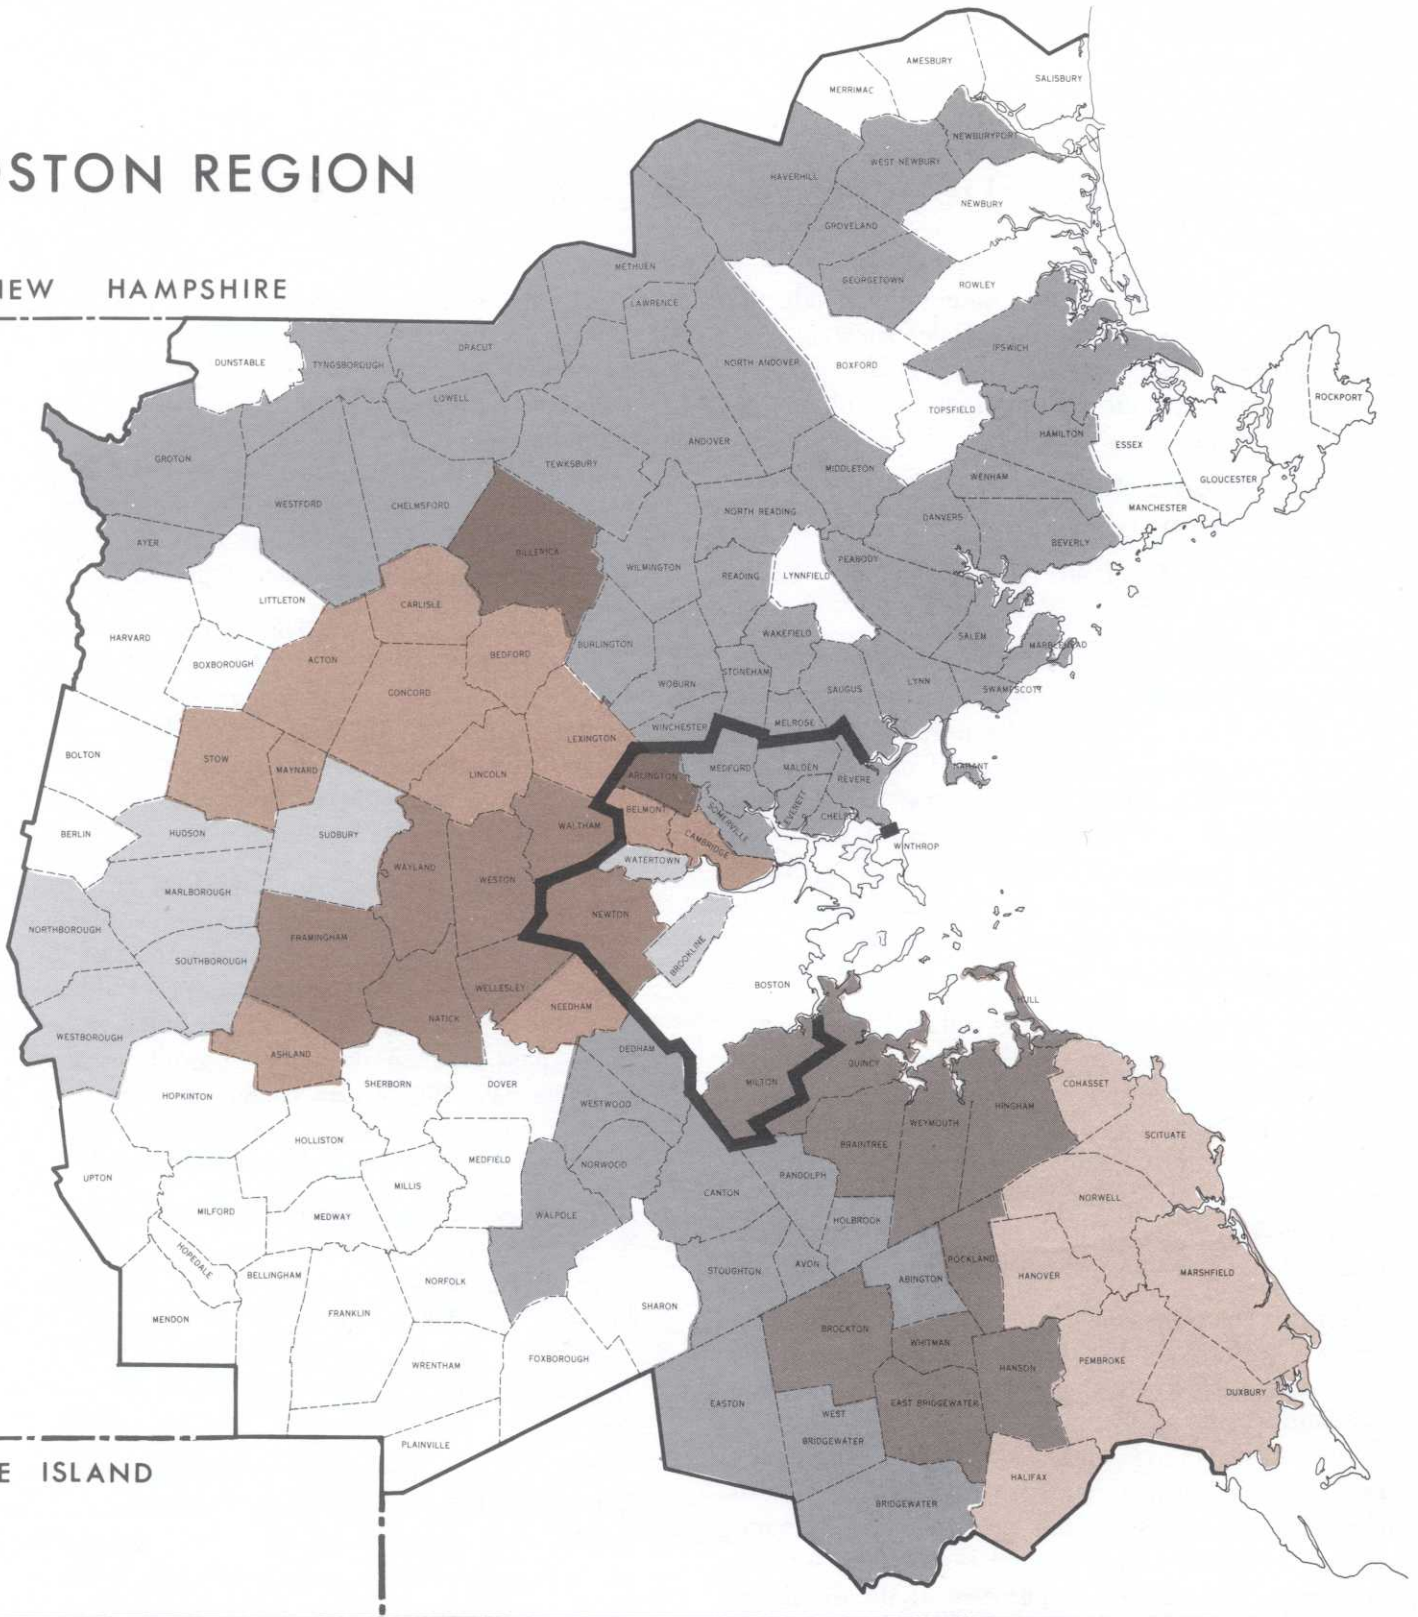 OSTON REGION
NEW HAMPSHIRE
AMESBURY
SALISBURY
MERRIMAC
NEWBURYPORT
WEST NEWBURY
HAVERHILL
NEWBURY
GROVELAND
METHUEN
GEORGETOWN
ROWLEY
LAWRENCE
DRACUT
IPSWICH
DUNSTABLE
TYNGSBOROUGH
NORTH ANDOVER
BOXFORD
LOWELL
ROCKPORT
TOPSFIELD
HAMILTON
ANDOVER
ESSEX
GROTON
TEWKSBURY
MIDDLETON
WENHAM
GLOUCESTER
WESTFORD
CHELMSFORD
NORTH READING
MANCHESTER
DANVERS
AYER
BEVERLY
BILLERICA
PEABODY
WILMINGTON
READING
LYNNFIELD
LITTLETON
CARLISLE
HARVARD
WAKEFIELD
SALEM
BURLINGTON
MARBLEHEAD
BEDFORD
ACTON
BOXBOROUGH
STONEHAM
CONCORD
WOBURN
SAUGUS
LYNN
SWAMPSCOTT
WINCHESTER
MELROSE
LEXINGTON
BOLTON
STOW
MAYNARD
LINCOLN
ARLINGTON
MEDFORD
MALDEN
REVERE
NAHANT
BELMONT
SOMERVILLE
EVERETT
CHELSEA
BERLIN
HUDSON
SUDBURY
WALTHAM
CAMBRIDGE
WINTHROP
WATERTOWN
WAYLAND
WESTON
MARLBOROUGH
NEWTON
NORTHBOROUGH
FRAMINGHAM
BROOKLINE
SOUTHBOROUGH
BOSTON
WELLESLEY
HULL
NEEDHAM
NATICK
WESTBOROUGH
DEDHAM
ASHLAND
QUINCY
SHERBORN
DOVER
MILTON
COHASSET
HOPKINTON
WESTWOOD
HINGHAM
WEYMOUTH
SCITUATE
HOLLISTON
BRAINTREE
MEDFIELD
NORWOOD
RANDOLPH
UPTON
MILLIS
CANTON
NORWELL
MILFORD
MEDWAY
WALPOLE
HOLBROOK
HOPEDALE
ROCKLAND
AVON
STOUGHTON
BELLINGHAM
NORFOLK
ABINGTON
HANOVER
MARSHFIELD
SHARON
FRANKLIN
MENDON
BROCKTON
WHITMAN
FOXBOROUGH
WRENTHAM
HANSON
PEMBROKE
DUXBURY
EASTON
EAST BRIDGEWATER
WEST
BRIDGEWATER
PLAINVILLE
E ISLAND
HALIFAX
BRIDGEWATER